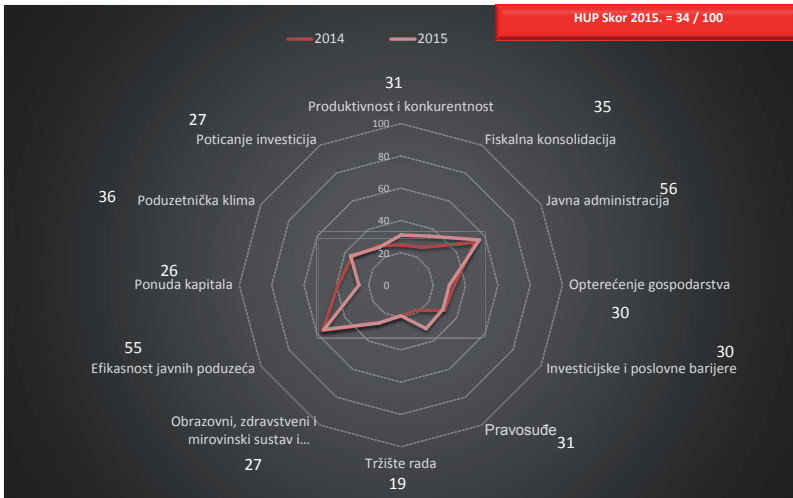 HUP Skor 2015. = 34 / 100
2014 2015
31
Produktivnost i konkurentnost
35
Fiskalna konsolidacija
56
Javna administracija
Opterećenje gospodarstva
30
30
Investicijske i poslovne barijere
Pravosuđe
31
Tržište rada
19
Obrazovni, zdravstveni i
mirovinski sustav i...
27
55
Efikasnost javnih poduzeća
26
Ponuda kapitala
36
Poduzetnička klima
27
Poticanje investicija
100
80
60
40
20
0